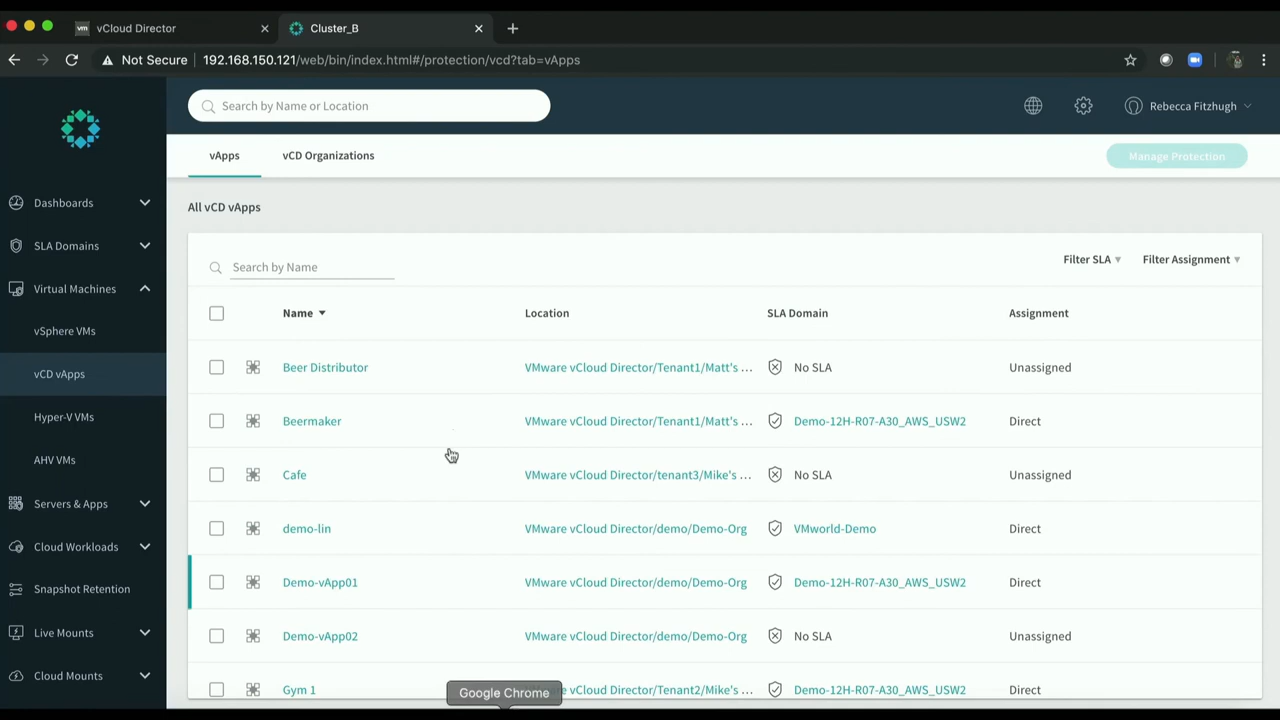 vm vCloud Director
Cluster_B
Not Secure 192.168.150.121/web/bin/index.html#/protection/vcd?tab=vApps
Search by Name or Location
Rebecca Fitzhugh
vApps
vCD Organizations
Manage Protection
Dashboards
SLA Domains
Virtual Machines
vSphere VMs
vCD vApps
Hyper-V VMs
AHV VMs
Servers & Apps
Cloud Workloads
Snapshot Retention
Live Mounts
Cloud Mounts
All vCD vApps
Search by Name
Filter SLA
Filter Assignment
Name Location SLA Domain Assignment
Beer Distributor VMware vCloud Director/Tenant1/Matt's ... No SLA Unassigned
Beermaker VMware vCloud Director/Tenant1/Matt's ... Demo-12H-R07-A30_AWS_USW2 Direct
Cafe VMware vCloud Director/tenant3/Mike's ... No SLA Unassigned
demo-lin VMware vCloud Director/demo/Demo-Org VMworld-Demo Direct
Demo-vApp01 VMware vCloud Director/demo/Demo-Org Demo-12H-R07-A30_AWS_USW2 Direct
Demo-vApp02 VMware vCloud Director/demo/Demo-Org No SLA Unassigned
Gym 1 VMware vCloud Director/Tenant2/Mike's ... Demo-12H-R07-A30_AWS_USW2 Direct
Google Chrome